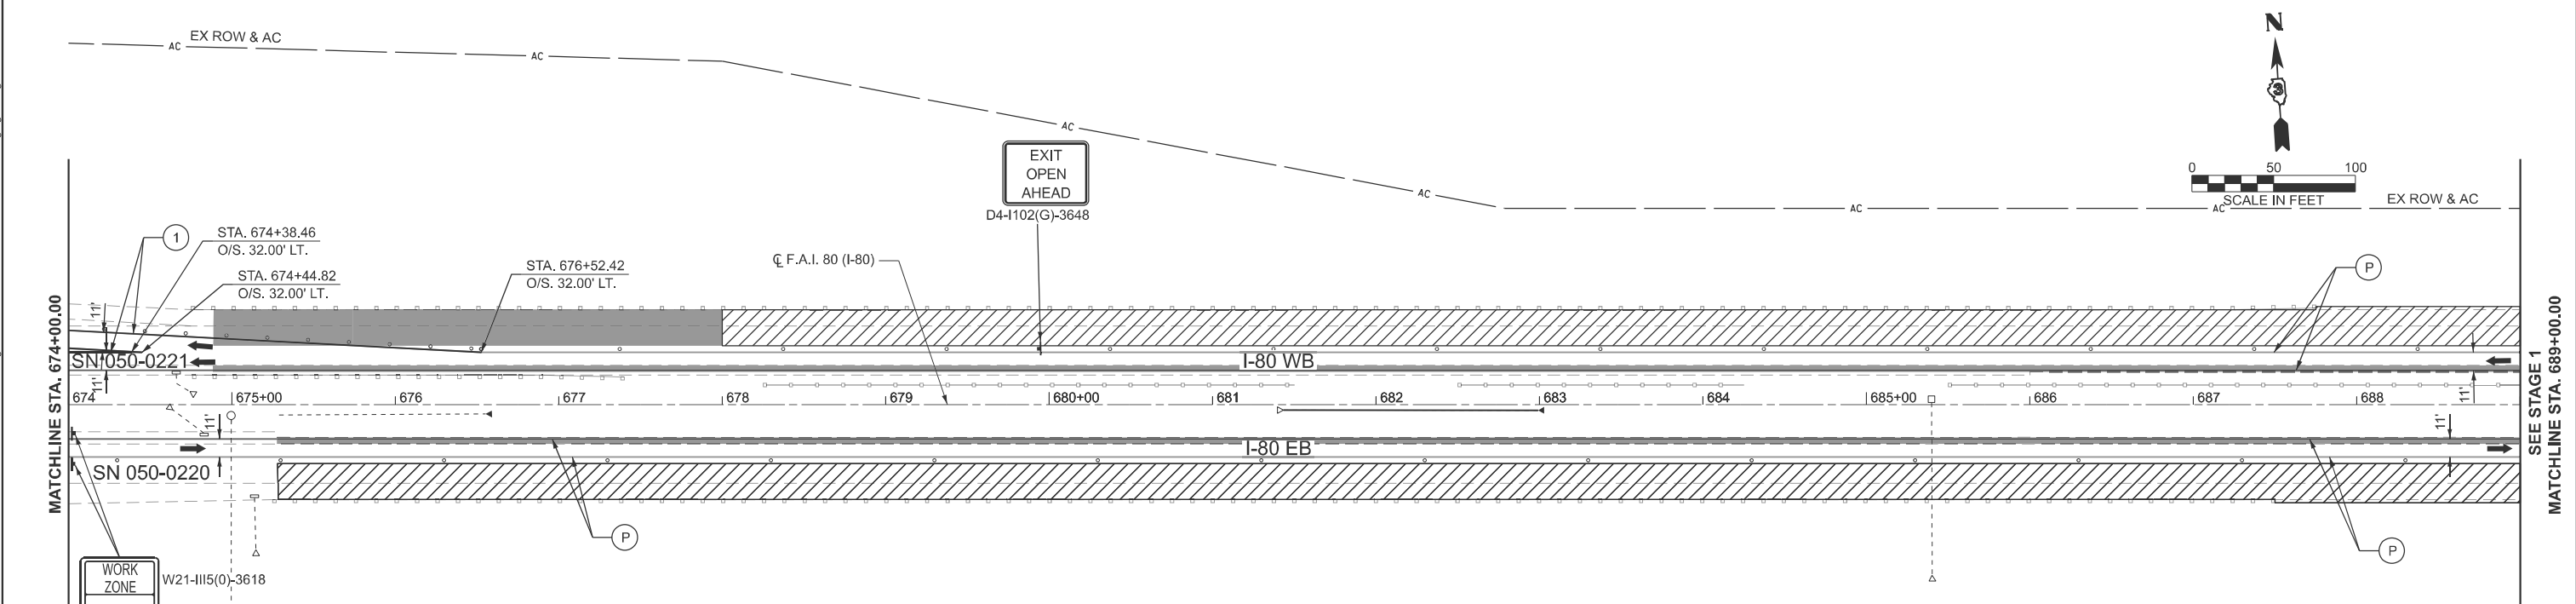 EX ROW & AC
AC
AC
AC
AC
AC
AC
N
3
0 50 100
SCALE IN FEET
EX ROW & AC
EXIT
OPEN
AHEAD
D4-I102(G)-3648
1
STA. 674+38.46
O/S. 32.00' LT.
STA. 674+44.82
O/S. 32.00' LT.
STA. 676+52.42
O/S. 32.00' LT.
℄ F.A.I. 80 (I-80)
P
MATCHLINE STA. 674+00.00
11'
SN 050-0221
11'
I-80 WB
674 675+00 676 677 678 679 680+00 681 682 683 684 685+00 686 687 688
11'
11'
11'
I-80 EB
SN 050-0220
P
P
SEE STAGE 1
MATCHLINE STA. 689+00.00
WORK
ZONE
W21-III5(0)-3618